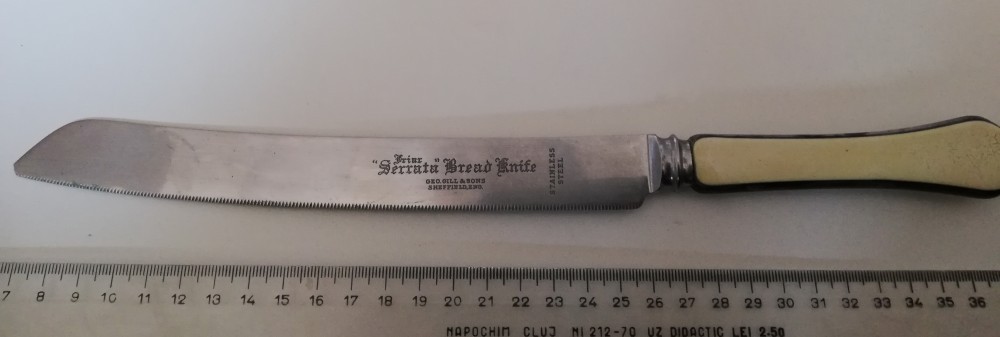 Friar
"Serrata" Bread Knife
GEO. GILL & SONS
SHEFFIELD, ENG.
STAINLESS
STEEL
7 8 9 10 11 12 13 14 15 16 17 18 19 20 21 22 23 24 25 26 27 28 29 30 31 32 33 34 35 36
NAPOCHIM CLUJ NI 212-70 UZ DIDACTIC LEI 2.50